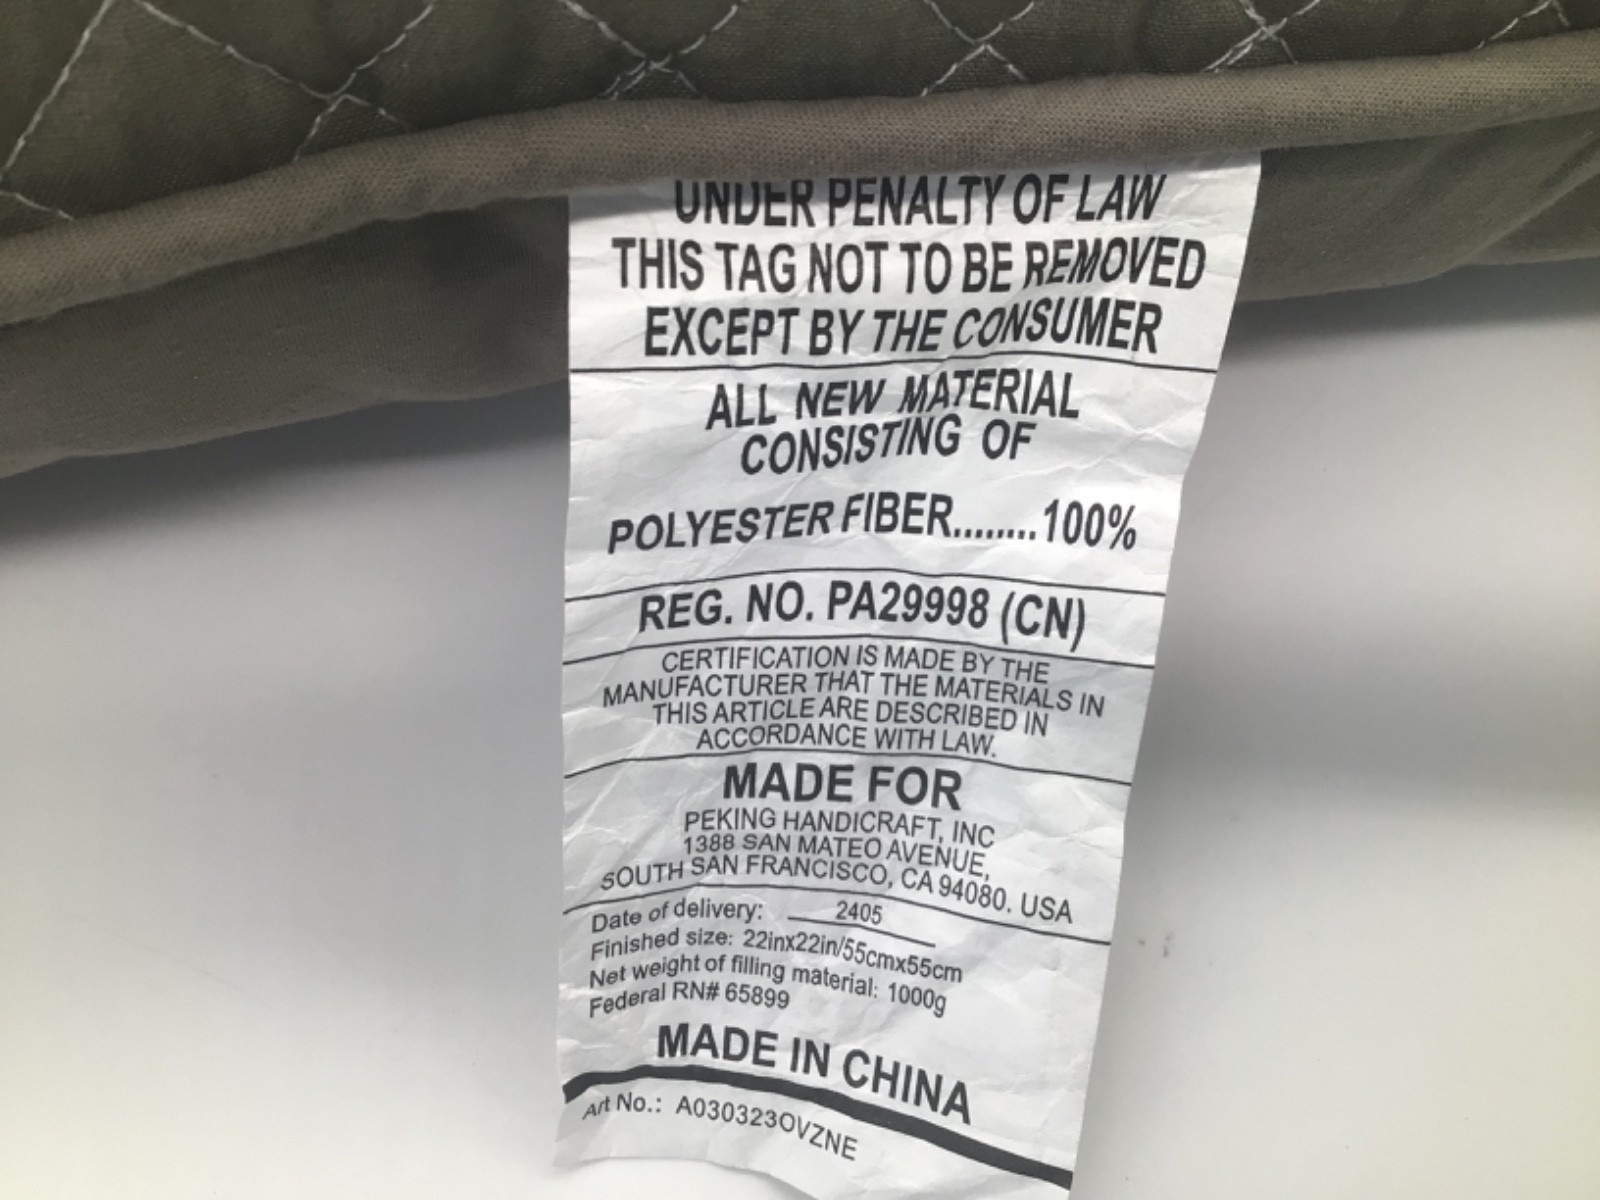 UNDER PENALTY OF LAW
THIS TAG NOT TO BE REMOVED
EXCEPT BY THE CONSUMER
ALL NEW MATERIAL
CONSISTING OF
POLYESTER FIBER........100%
REG. NO. PA29998 (CN)
CERTIFICATION IS MADE BY THE
MANUFACTURER THAT THE MATERIALS IN
THIS ARTICLE ARE DESCRIBED IN
ACCORDANCE WITH LAW.
MADE FOR
PEKING HANDICRAFT, INC
1388 SAN MATEO AVENUE,
SOUTH SAN FRANCISCO, CA 94080. USA
Date of delivery: 2405
Finished size: 22inx22in/55cmx55cm
Net weight of filling material: 1000g
Federal RN# 65899
MADE IN CHINA
Art No.: A030323OVZNE